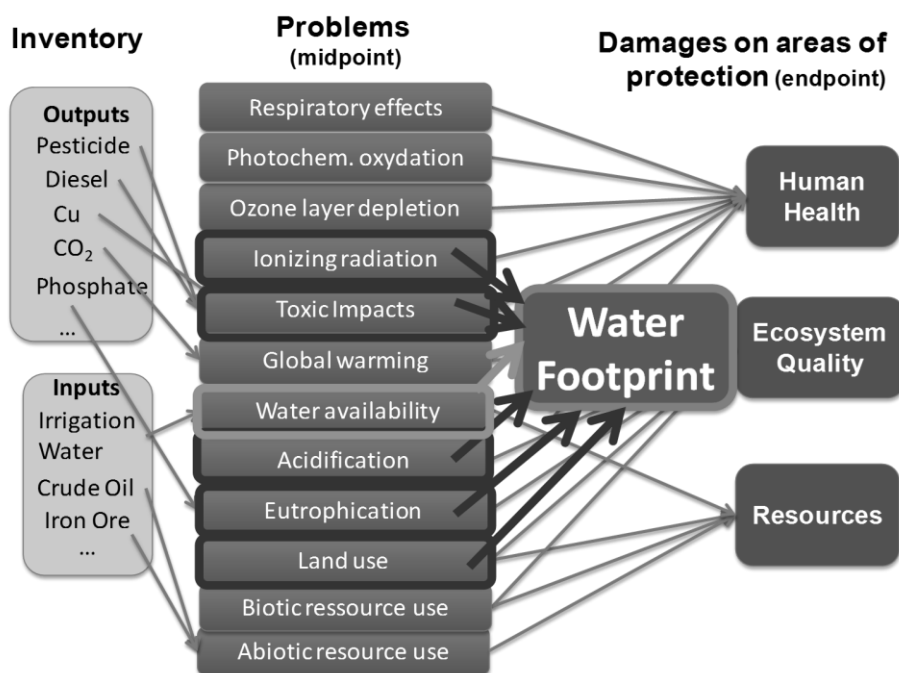 Inventory
Outputs
Pesticide
Diesel
Cu
CO₂
Phosphate
...
Inputs
Irrigation
Water
Crude Oil
Iron Ore
...
Problems
(midpoint)
Respiratory effects
Photochem. oxydation
Ozone layer depletion
Ionizing radiation
Toxic Impacts
Global warming
Water availability
Acidification
Eutrophication
Land use
Biotic ressource use
Abiotic resource use
Water
Footprint
Damages on areas of
protection (endpoint)
Human
Health
Ecosystem
Quality
Resources